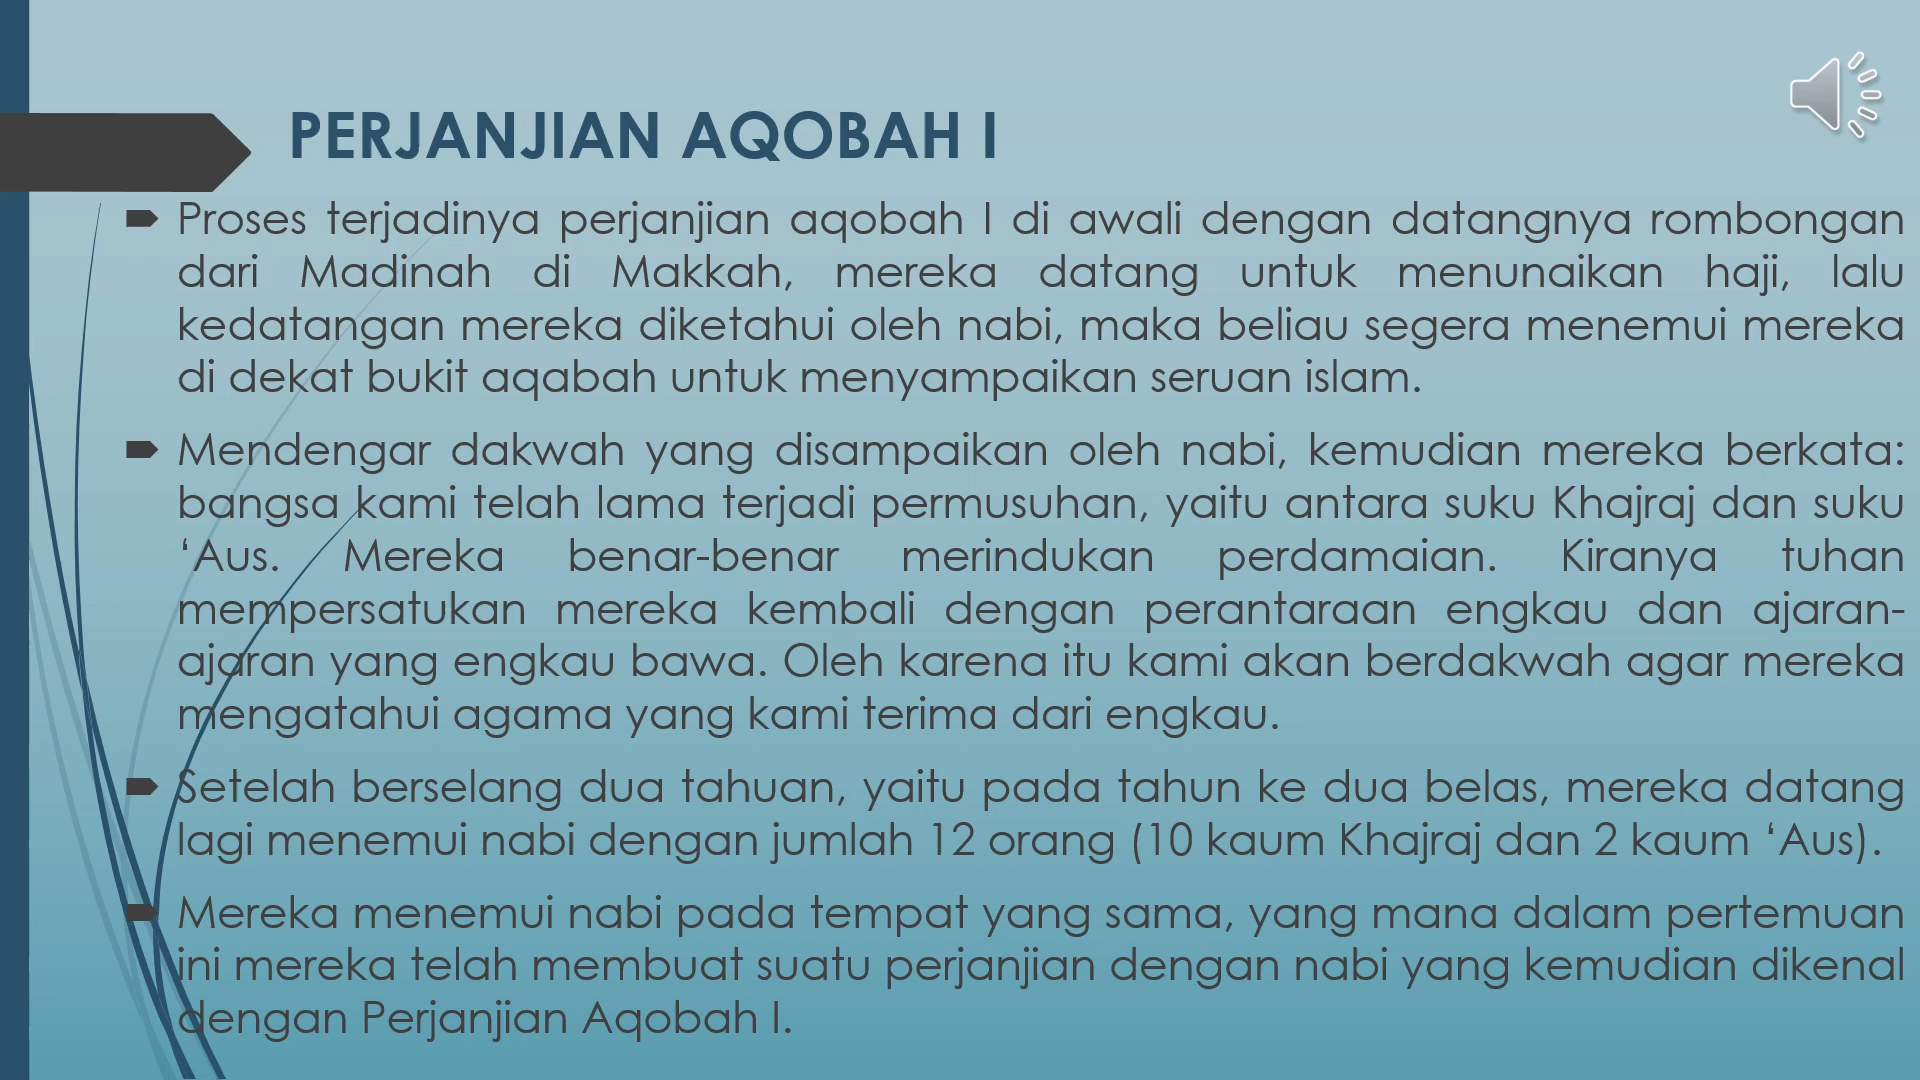 PERJANJIAN AQOBAH I
Proses terjadinya perjanjian aqobah I di awali dengan datangnya rombongan
dari Madinah di Makkah, mereka datang untuk menunaikan haji, lalu
kedatangan mereka diketahui oleh nabi, maka beliau segera menemui mereka
di dekat bukit aqabah untuk menyampaikan seruan islam.
Mendengar dakwah yang disampaikan oleh nabi, kemudian mereka berkata:
bangsa kami telah lama terjadi permusuhan, yaitu antara suku Khajraj dan suku
‘Aus. Mereka benar-benar merindukan perdamaian. Kiranya tuhan
mempersatukan mereka kembali dengan perantaraan engkau dan ajaran-
ajaran yang engkau bawa. Oleh karena itu kami akan berdakwah agar mereka
mengatahui agama yang kami terima dari engkau.
Setelah berselang dua tahuan, yaitu pada tahun ke dua belas, mereka datang
lagi menemui nabi dengan jumlah 12 orang (10 kaum Khajraj dan 2 kaum ‘Aus).
Mereka menemui nabi pada tempat yang sama, yang mana dalam pertemuan
ini mereka telah membuat suatu perjanjian dengan nabi yang kemudian dikenal
dengan Perjanjian Aqobah I.